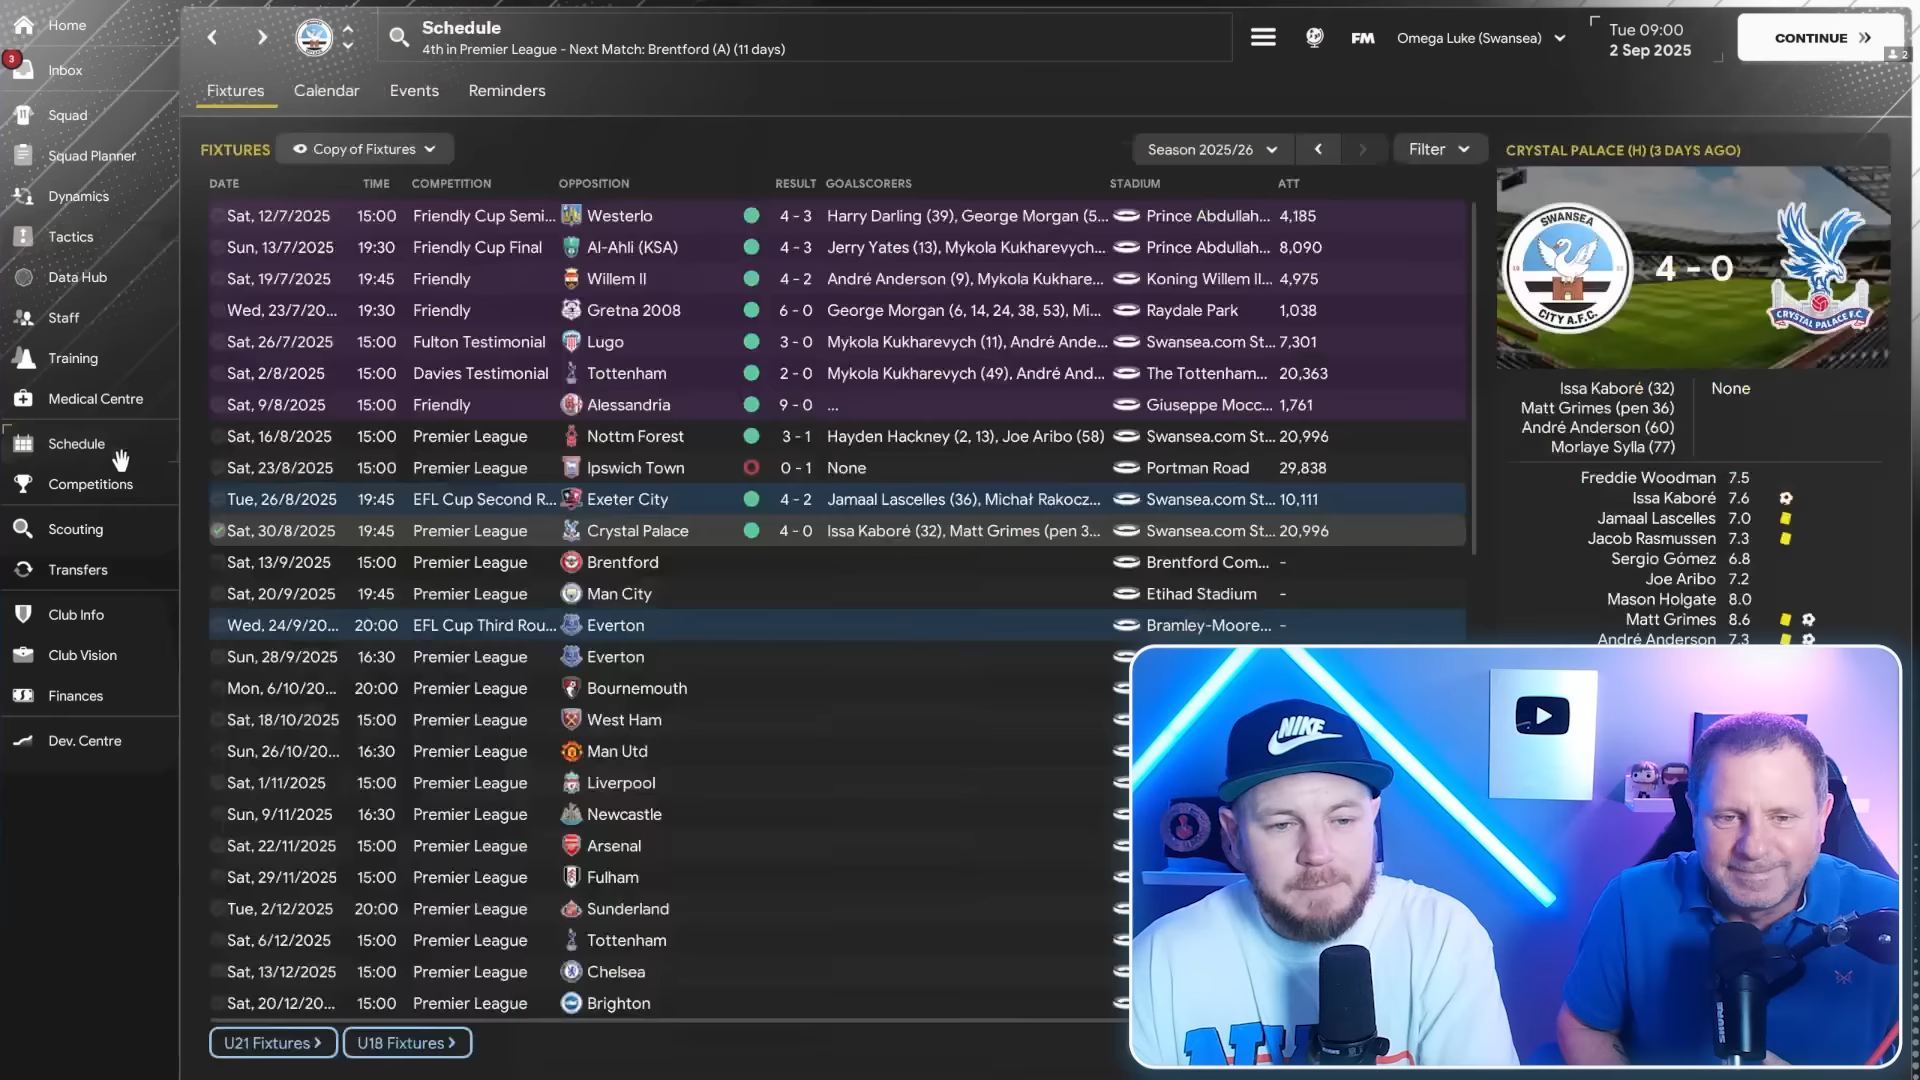 Home
3
Inbox
Squad
Squad Planner
Dynamics
Tactics
Data Hub
Staff
Training
Medical Centre
Schedule
Competitions
Scouting
Transfers
Club Info
Club Vision
Finances
Dev. Centre
Schedule
4th in Premier League - Next Match: Brentford (A) (11 days)
FM
Omega Luke (Swansea)
Tue 09:00
2 Sep 2025
CONTINUE
2
Fixtures Calendar Events Reminders
FIXTURES
Copy of Fixtures
Season 2025/26
Filter
DATE TIME COMPETITION OPPOSITION RESULT GOALSCORERS STADIUM ATT
Sat, 12/7/2025 15:00 Friendly Cup Semi... Westerlo 4 - 3 Harry Darling (39), George Morgan (5... Prince Abdullah... 4,185
Sun, 13/7/2025 19:30 Friendly Cup Final Al-Ahli (KSA) 4 - 3 Jerry Yates (13), Mykola Kukharevych... Prince Abdullah... 8,090
Sat, 19/7/2025 19:45 Friendly Willem II 4 - 2 André Anderson (9), Mykola Kukhare... Koning Willem II... 4,975
Wed, 23/7/20... 19:30 Friendly Gretna 2008 6 - 0 George Morgan (6, 14, 24, 38, 53), Mi... Raydale Park 1,038
Sat, 26/7/2025 15:00 Fulton Testimonial Lugo 3 - 0 Mykola Kukharevych (11), André Ande... Swansea.com St... 7,301
Sat, 2/8/2025 15:00 Davies Testimonial Tottenham 2 - 0 Mykola Kukharevych (49), André And... The Tottenham... 20,363
Sat, 9/8/2025 15:00 Friendly Alessandria 9 - 0 ... Giuseppe Mocc... 1,761
Sat, 16/8/2025 15:00 Premier League Nottm Forest 3 - 1 Hayden Hackney (2, 13), Joe Aribo (58) Swansea.com St... 20,996
Sat, 23/8/2025 15:00 Premier League Ipswich Town 0 - 1 None Portman Road 29,838
Tue, 26/8/2025 19:45 EFL Cup Second R... Exeter City 4 - 2 Jamaal Lascelles (36), Michał Rakocz... Swansea.com St... 10,111
Sat, 30/8/2025 19:45 Premier League Crystal Palace 4 - 0 Issa Kaboré (32), Matt Grimes (pen 3... Swansea.com St... 20,996
Sat, 13/9/2025 15:00 Premier League Brentford Brentford Com... -
Sat, 20/9/2025 19:45 Premier League Man City Etihad Stadium -
Wed, 24/9/20... 20:00 EFL Cup Third Rou... Everton Bramley-Moore... -
Sun, 28/9/2025 16:30 Premier League Everton
Mon, 6/10/20... 20:00 Premier League Bournemouth
Sat, 18/10/2025 15:00 Premier League West Ham
Sun, 26/10/20... 16:30 Premier League Man Utd
Sat, 1/11/2025 15:00 Premier League Liverpool
Sun, 9/11/2025 16:30 Premier League Newcastle
Sat, 22/11/2025 15:00 Premier League Arsenal
Sat, 29/11/2025 15:00 Premier League Fulham
Tue, 2/12/2025 20:00 Premier League Sunderland
Sat, 6/12/2025 15:00 Premier League Tottenham
Sat, 13/12/2025 15:00 Premier League Chelsea
Sat, 20/12/20... 15:00 Premier League Brighton
U21 Fixtures U18 Fixtures
CRYSTAL PALACE (H) (3 DAYS AGO)
SWANSEA
CITY A.F.C.
4 - 0
CRYSTAL PALACE F.C.
Issa Kaboré (32) None
Matt Grimes (pen 36)
André Anderson (60)
Morlaye Sylla (77)
Freddie Woodman 7.5
Issa Kaboré 7.6
Jamaal Lascelles 7.0
Jacob Rasmussen 7.3
Sergio Gómez 6.8
Joe Aribo 7.2
Mason Holgate 8.0
Matt Grimes 8.6
André Anderson 7.3
NIKE
SHURE